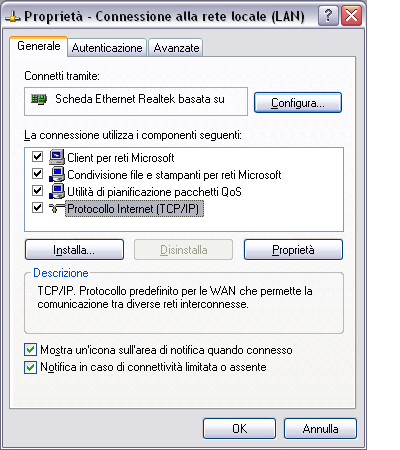 Proprietà - Connessione alla rete locale (LAN)
Generale Autenticazione Avanzate
Connetti tramite:
Scheda Ethernet Realtek basata su
Configura...
La connessione utilizza i componenti seguenti:
Client per reti Microsoft
Condivisione file e stampanti per reti Microsoft
Utilità di pianificazione pacchetti QoS
Protocollo Internet (TCP/IP)
Installa... Disinstalla Proprietà
Descrizione
TCP/IP. Protocollo predefinito per le WAN che permette la
comunicazione tra diverse reti interconnesse.
Mostra un'icona sull'area di notifica quando connesso
Notifica in caso di connettività limitata o assente
OK Annulla